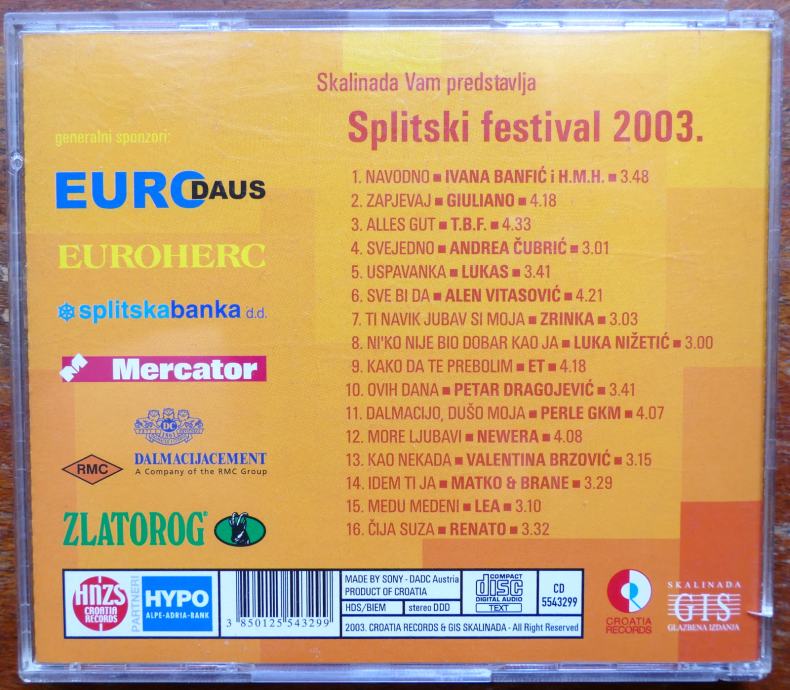 Skalinada Vam predstavlja
Splitski festival 2003.
generalni sponzori:
EURODAUS
EUROHERC
splitskabanka d.d.
Mercator
DC
RMC
DALMACIJACEMENT
A Company of the RMC Group
ZLATOROG®
1. NAVODNO ■ IVANA BANFIĆ i H.M.H. ■ 3.48
2. ZAPJEVAJ ■ GIULIANO ■ 4.18
3. ALLES GUT ■ T.B.F. ■ 4.33
4. SVEJEDNO ■ ANDREA ČUBRIĆ ■ 3.01
5. USPAVANKA ■ LUKAS ■ 3.41
6. SVE BI DA ■ ALEN VITASOVIĆ ■ 4.21
7. TI NAVIK JUBAV SI MOJA ■ ZRINKA ■ 3.03
8. NI'KO NIJE BIO DOBAR KAO JA ■ LUKA NIŽETIĆ ■ 3.00
9. KAKO DA TE PREBOLIM ■ ET ■ 4.18
10. OVIH DANA ■ PETAR DRAGOJEVIĆ ■ 3.41
11. DALMACIJO, DUŠO MOJA ■ PERLE GKM ■ 4.07
12. MORE LJUBAVI ■ NEWERA ■ 4.08
13. KAO NEKADA ■ VALENTINA BRZOVIĆ ■ 3.15
14. IDEM TI JA ■ MATKO & BRANE ■ 3.29
15. MEDU MEDENI ■ LEA ■ 3.10
16. ČIJA SUZA ■ RENATO ■ 3.32
HNZS
CROATIA
RECORDS
PARTNERI
HYPO
ALPE-ADRIA-BANK
3 850125 543299
MADE BY SONY - DADC Austria
PRODUCT OF CROATIA
HDS/BIEM
stereo DDD
2003. CROATIA RECORDS & GIS SKALINADA - All Right Reserved
COMPACT
disc
DIGITAL AUDIO
TEXT
CD
5543299
CROATIA
RECORDS
SKALINADA
GIS
GLAZBENA IZDANJA